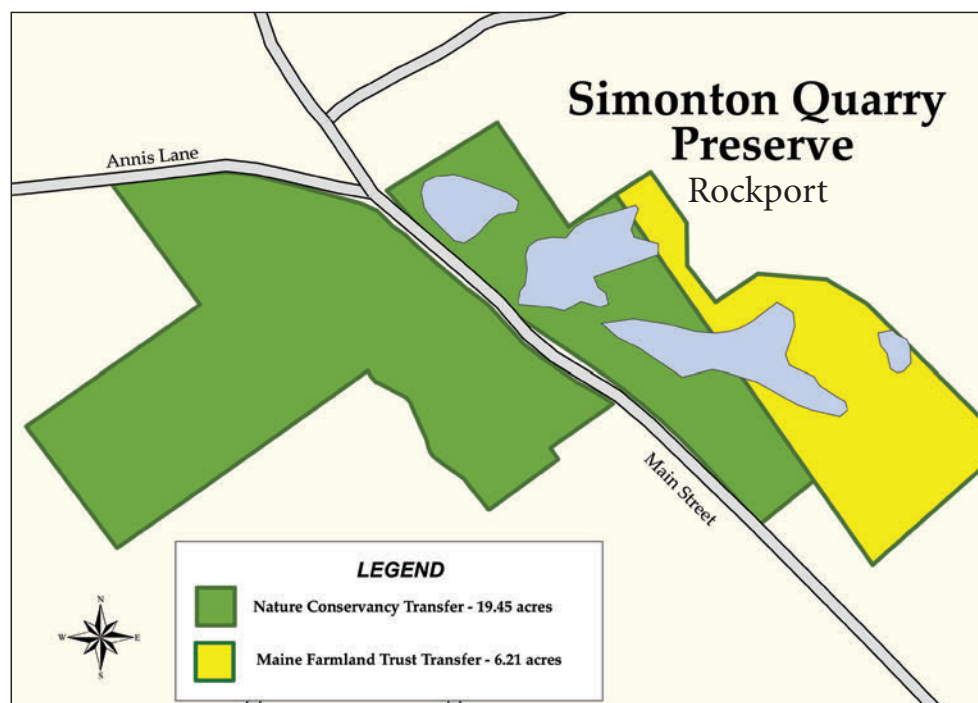 Simonton Quarry
Preserve
Rockport
Annis Lane
Main Street
LEGEND
Nature Conservancy Transfer - 19.45 acres
Maine Farmland Trust Transfer - 6.21 acres
N
W
E
S